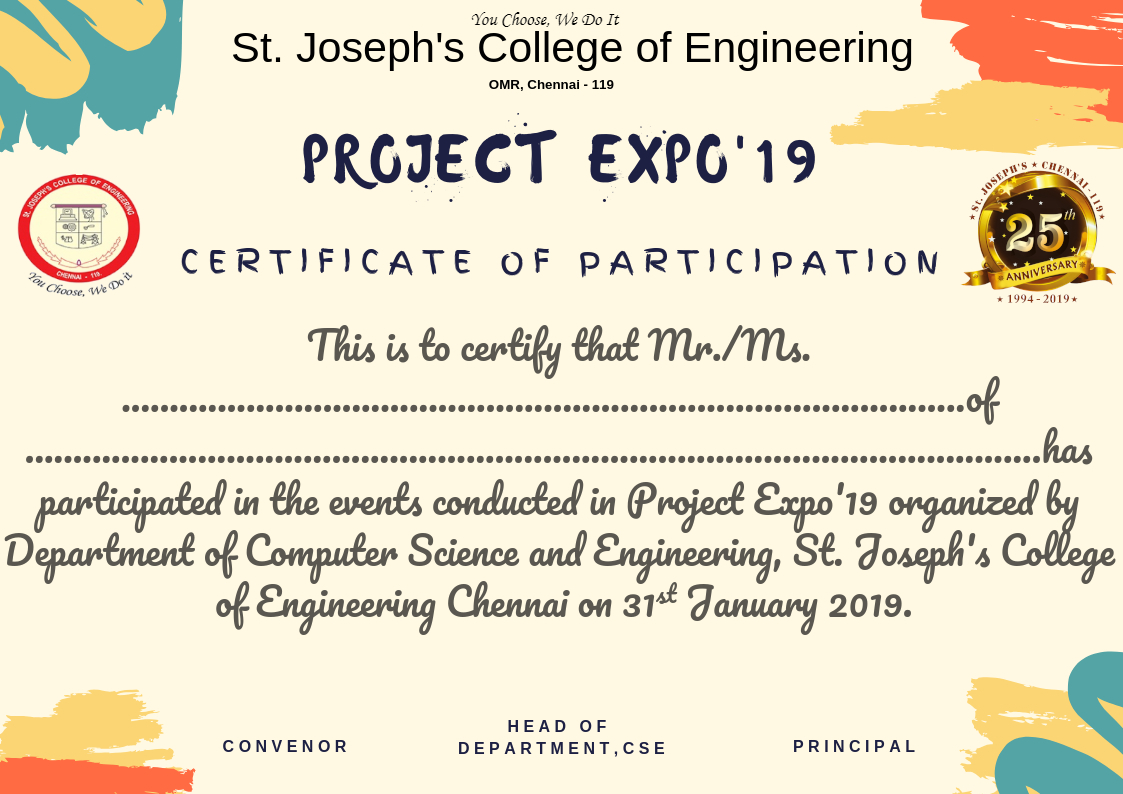 You Choose, We Do It
St. Joseph's College of Engineering
OMR, Chennai - 119
PROJECT EXPO'19
ST. JOSEPH'S COLLEGE OF ENGINEERING
CHENNAI - 119.
You Choose, We Do it
St. JOSEPH'S ★ CHENNAI-119
25th
ANNIVERSARY
★ 1994-2019 ★
CERTIFICATE OF PARTICIPATION
This is to certify that Mr./Ms.
........................................................................................of
..........................................................................................................has
participated in the events conducted in Project Expo'19 organized by
Department of Computer Science and Engineering, St. Joseph's College
of Engineering Chennai on 31st January 2019.
CONVENOR
HEAD OF
DEPARTMENT,CSE
PRINCIPAL